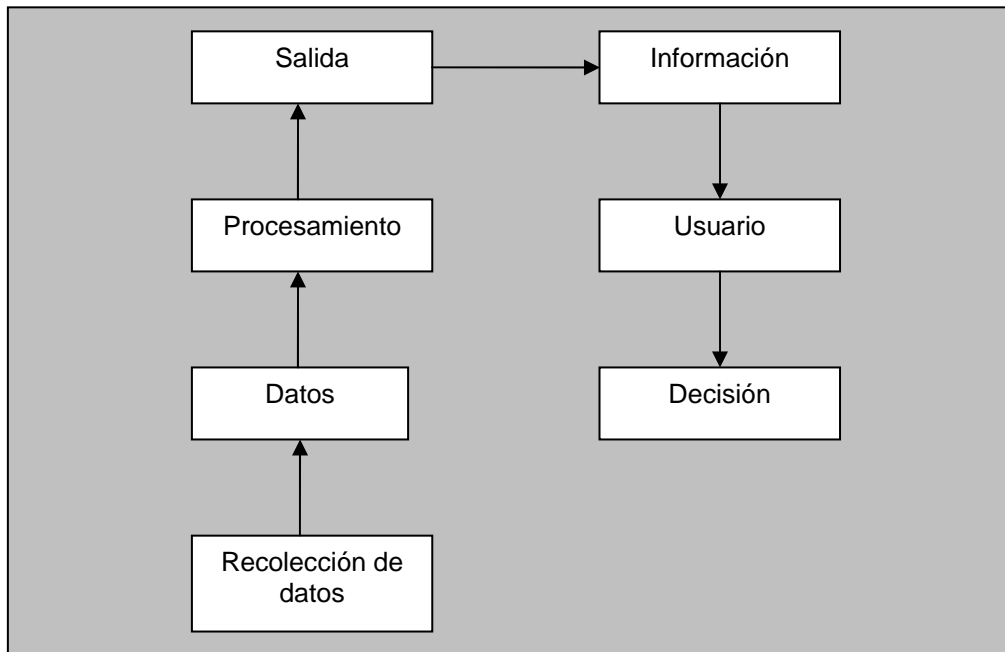 Salida
Información
Procesamiento
Usuario
Datos
Decisión
Recolección de
datos